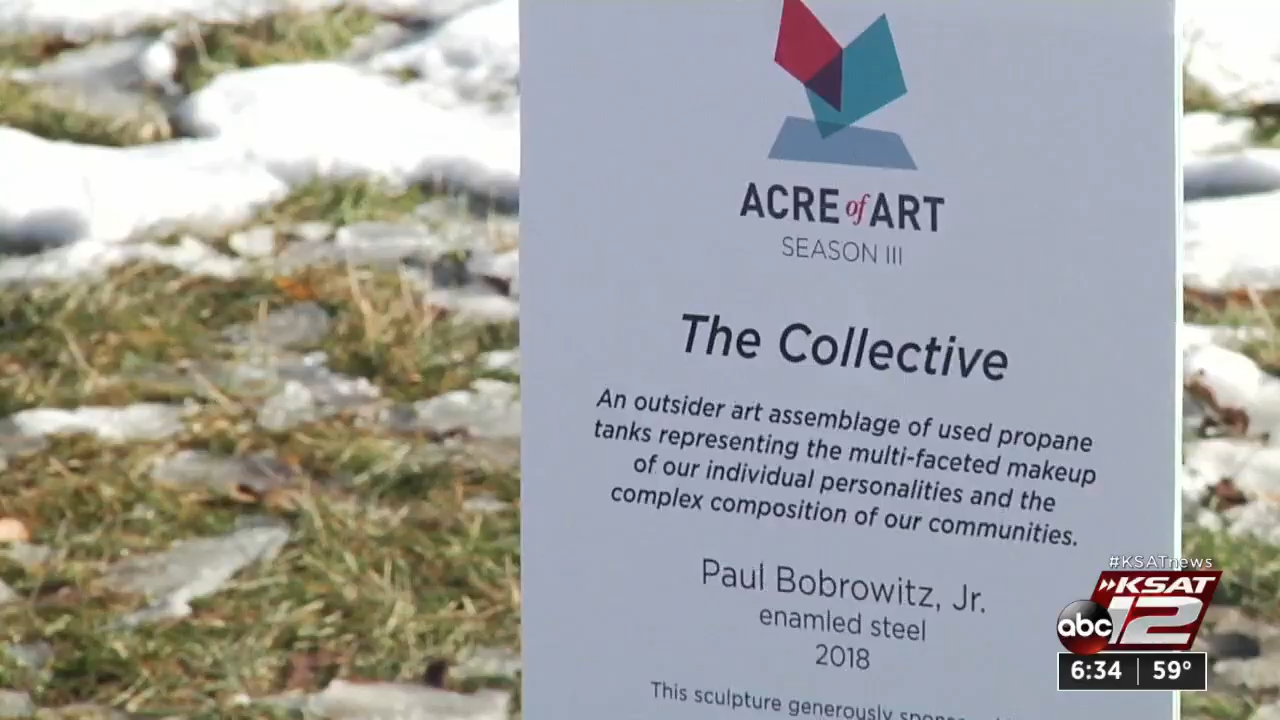 ACRE of ART
SEASON III
The Collective
An outsider art assemblage of used propane
tanks representing the multi-faceted makeup
of our individual personalities and the
complex composition of our communities.
Paul Bobrowitz, Jr.
enamled steel
2018
This sculpture generously
#KSATnews
KSAT
abc 12
6:34 59°